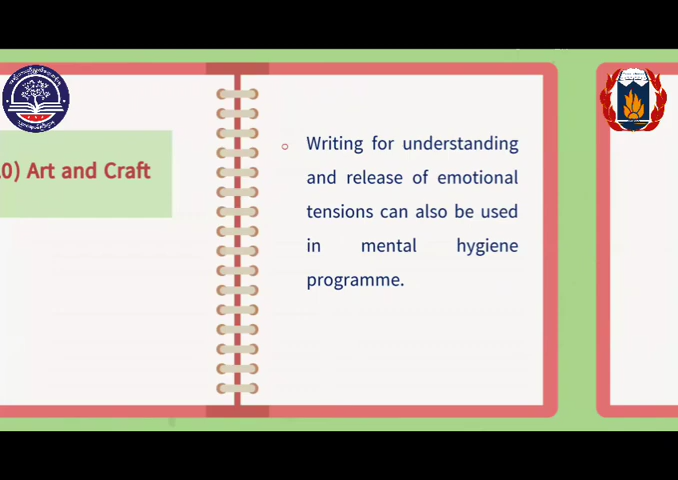 0) Art and Craft
Writing for understanding
and release of emotional
tensions can also be used
in mental hygiene
programme.